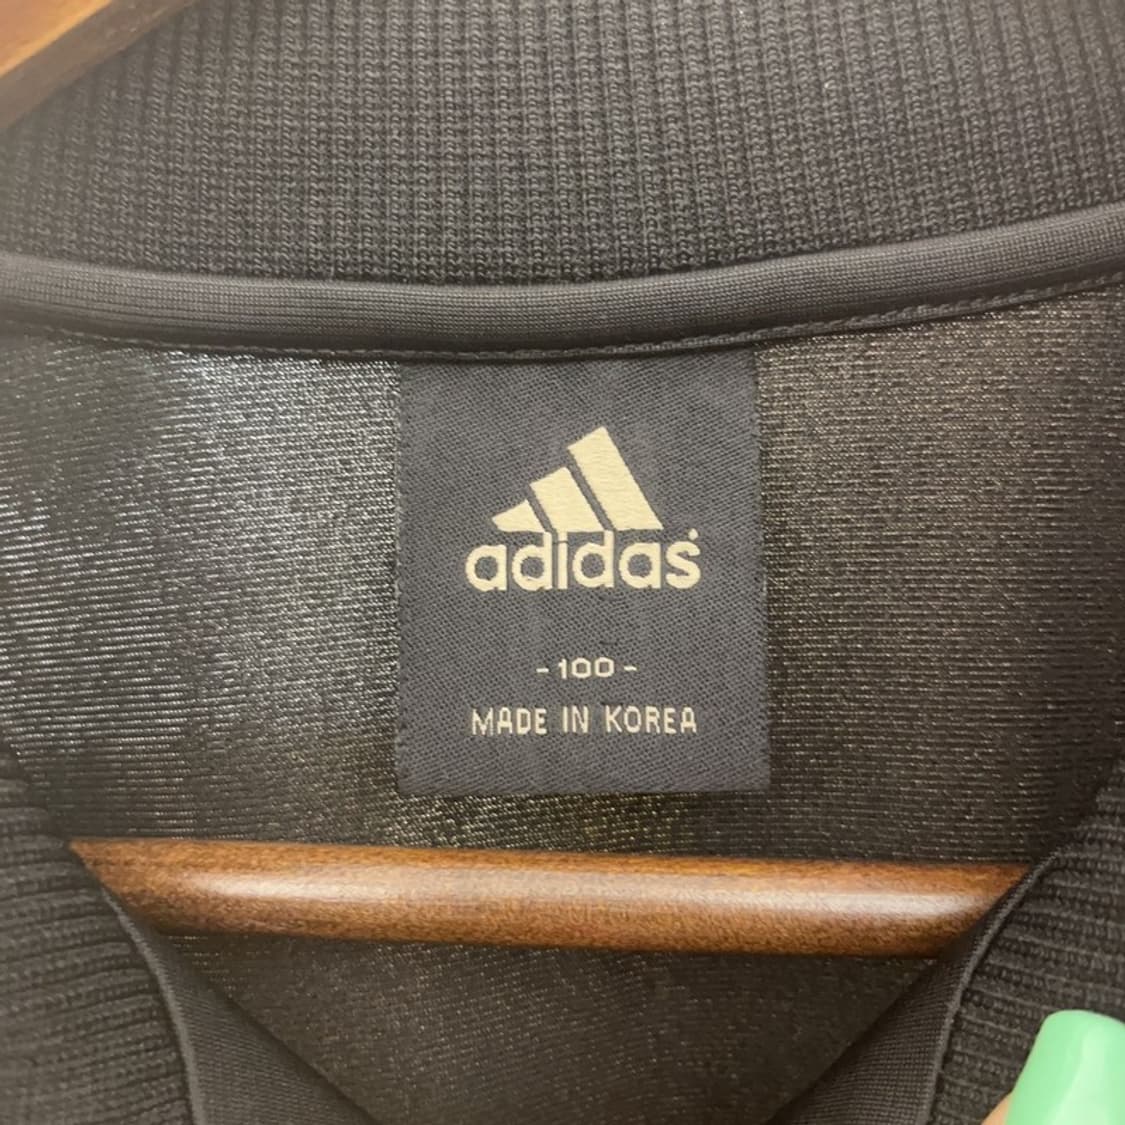 adidas
- 100 -
MADE IN KOREA